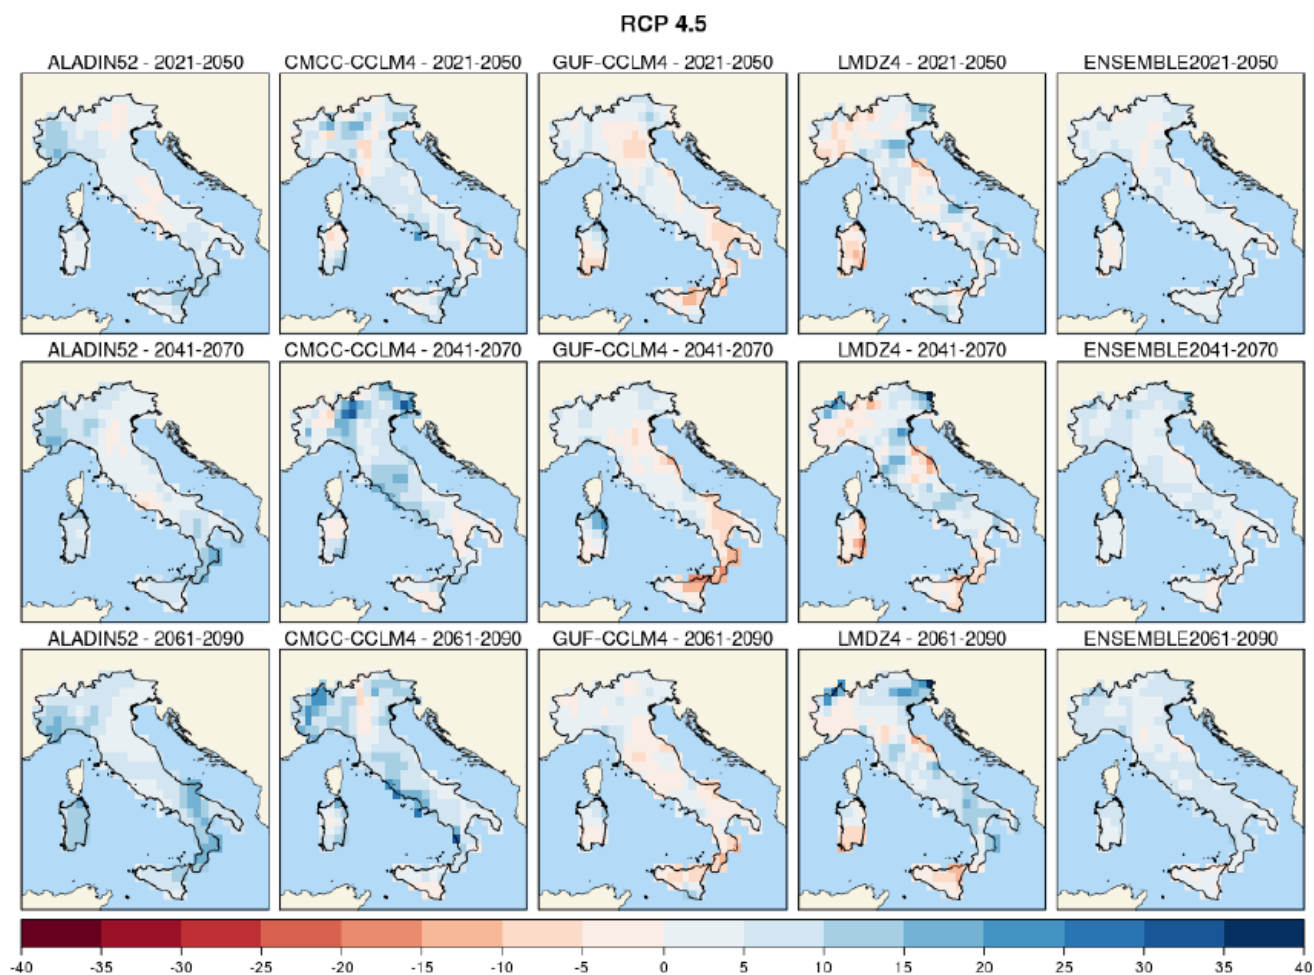 RCP 4.5
ALADIN52 - 2021-2050 CMCC-CCLM4 - 2021-2050 GUF-CCLM4 - 2021-2050 LMDZ4 - 2021-2050 ENSEMBLE2021-2050
ALADIN52 - 2041-2070 CMCC-CCLM4 - 2041-2070 GUF-CCLM4 - 2041-2070 LMDZ4 - 2041-2070 ENSEMBLE2041-2070
ALADIN52 - 2061-2090 CMCC-CCLM4 - 2061-2090 GUF-CCLM4 - 2061-2090 LMDZ4 - 2061-2090 ENSEMBLE2061-2090
-40 -35 -30 -25 -20 -15 -10 -5 0 5 10 15 20 25 30 35 40